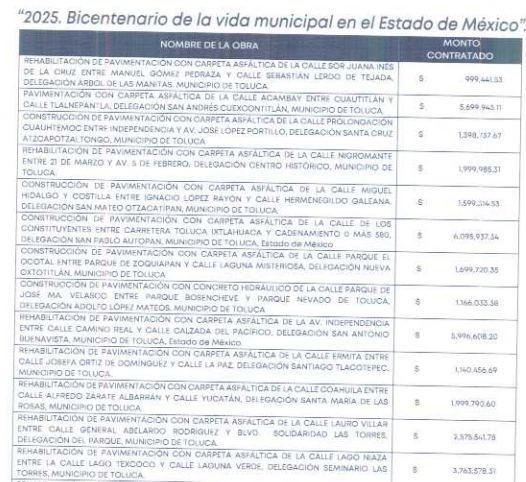 "2025. Bicentenario de la vida municipal en el Estado de México".
NOMBRE DE LA OBRA
MONTO
CONTRATADO
REHABILITACIÓN DE PAVIMENTACIÓN CON CARPETA ASFÁLTICA DE LA CALLE SOR JUANA INÉS
DE LA CRUZ ENTRE MANUEL GÓMEZ PEDRAZA Y CALLE SEBASTIÁN LERDO DE TEJADA,
DELEGACIÓN ÁRBOL DE LAS MANITAS, MUNICIPIO DE TOLUCA.
$ 999,441.53
PAVIMENTACIÓN CON CARPETA ASFÁLTICA DE LA CALLE ACAMBAY ENTRE CUAUTITLÁN Y
CALLE TLALNEPANTLA, DELEGACIÓN SAN ANDRÉS CUEXCONTITLÁN, MUNICIPIO DE TOLUCA.
$ 5,699,945.11
CONSTRUCCIÓN DE PAVIMENTACIÓN CON CARPETA ASFÁLTICA DE LA CALLE PROLONGACIÓN
CUAUHTEMOC ENTRE INDEPENDENCIA Y AV. JOSÉ LÓPEZ PORTILLO, DELEGACIÓN SANTA CRUZ
ATZCAPOTZALTONGO, MUNICIPIO DE TOLUCA
$ 1,398,737.67
REHABILITACIÓN DE PAVIMENTACIÓN CON CARPETA ASFÁLTICA DE LA CALLE NIGROMANTE
ENTRE 21 DE MARZO Y AV. 5 DE FEBRERO, DELEGACIÓN CENTRO HISTÓRICO, MUNICIPIO DE
TOLUCA.
$ 1,999,985.31
CONSTRUCCIÓN DE PAVIMENTACIÓN CON CARPETA ASFÁLTICA DE LA CALLE MIGUEL
HIDALGO Y COSTILLA ENTRE IGNACIO LÓPEZ RAYÓN Y CALLE HERMENEGILDO GALEANA,
DELEGACIÓN SAN MATEO OTZACATIPAN, MUNICIPIO DE TOLUCA.
$
CONSTRUCCIÓN DE PAVIMENTACIÓN CON CARPETA ASFÁLTICA DE LA CALLE DE LOS
CONSTITUYENTES ENTRE CARRETERA TOLUCA IXTLAHUACA Y CADENAMIENTO 0 MÁS 580,
DELEGACIÓN SAN PABLO AUTOPAN, MUNICIPIO DE TOLUCA, Estado de México
$ 6,095,937.34
CONSTRUCCIÓN DE PAVIMENTACIÓN CON CARPETA ASFÁLTICA DE LA CALLE PARQUE EL
OCOTAL ENTRE PARQUE DE ZOQUIAPAN Y CALLE LAGUNA MISTERIOSA, DELEGACIÓN NUEVA
OXTOTITLÁN, MUNICIPIO DE TOLUCA
$ 1,699,720.35
CONSTRUCCIÓN DE PAVIMENTACIÓN CON CONCRETO HIDRÁULICO DE LA CALLE PARQUE DE
JOSÉ MA. VELASCO ENTRE PARQUE BOSENCHEVE Y PARQUE NEVADO DE TOLUCA,
DELEGACIÓN ADOLFO LÓPEZ MATEOS, MUNICIPIO DE TOLUCA
$ 1,166,033.38
REHABILITACIÓN DE PAVIMENTACIÓN CON CARPETA ASFÁLTICA DE LA AV. INDEPENDENCIA
ENTRE CALLE CAMINO REAL Y CALLE CALZADA DEL PACÍFICO, DELEGACIÓN SAN ANTONIO
BUENAVISTA, MUNICIPIO DE TOLUCA, Estado de México.
$ 5,996,608.20
REHABILITACIÓN DE PAVIMENTACIÓN CON CARPETA ASFÁLTICA DE LA CALLE ERMITA ENTRE
CALLE JOSEFA ORTIZ DE DOMÍNGUEZ Y CALLE LA PAZ, DELEGACIÓN SANTIAGO TLACOTEPEC,
MUNICIPIO DE TOLUCA.
$ 1,140,456.69
REHABILITACIÓN DE PAVIMENTACIÓN CON CARPETA ASFÁLTICA DE LA CALLE COAHUILA ENTRE
CALLE ALFREDO ZÁRATE ALBARRÁN Y CALLE YUCATÁN, DELEGACIÓN SANTA MARÍA DE LAS
ROSAS, MUNICIPIO DE TOLUCA.
$ 1,999,790.60
REHABILITACIÓN DE PAVIMENTACIÓN CON CARPETA ASFÁLTICA DE LA CALLE LAURO VILLAR
ENTRE CALLE GENERAL ABELARDO RODRÍGUEZ Y BLVD. SOLIDARIDAD LAS TORRES,
DELEGACIÓN DEL PARQUE, MUNICIPIO DE TOLUCA.
$ 2,575,541.75
REHABILITACIÓN DE PAVIMENTACIÓN CON CARPETA ASFÁLTICA DE LA CALLE LAGO NIAZA
ENTRE LA CALLE LAGO TEXCOCO Y CALLE LAGUNA VERDE, DELEGACIÓN SEMINARIO LAS
TORRES, MUNICIPIO DE TOLUCA.
$ 3,763,578.31